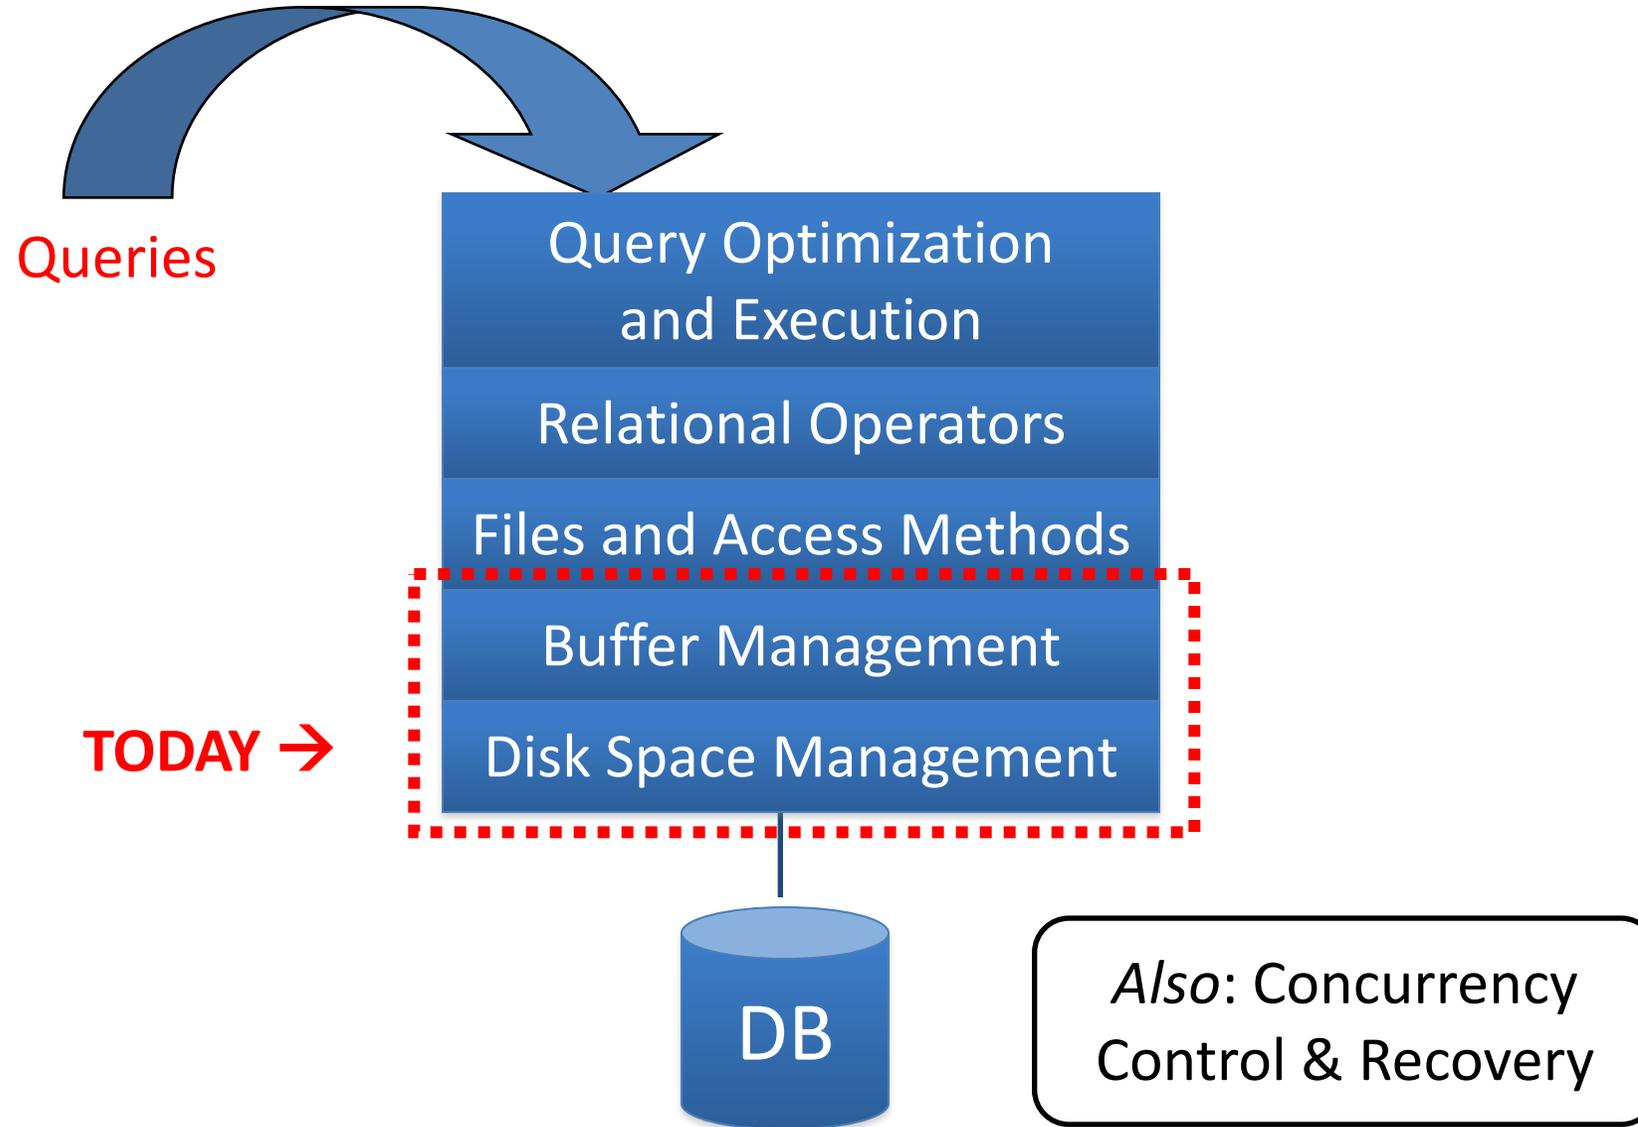 Queries
Query Optimization
and Execution
Relational Operators
Files and Access Methods
Buffer Management
TODAY →
Disk Space Management
DB
Also: Concurrency
Control & Recovery